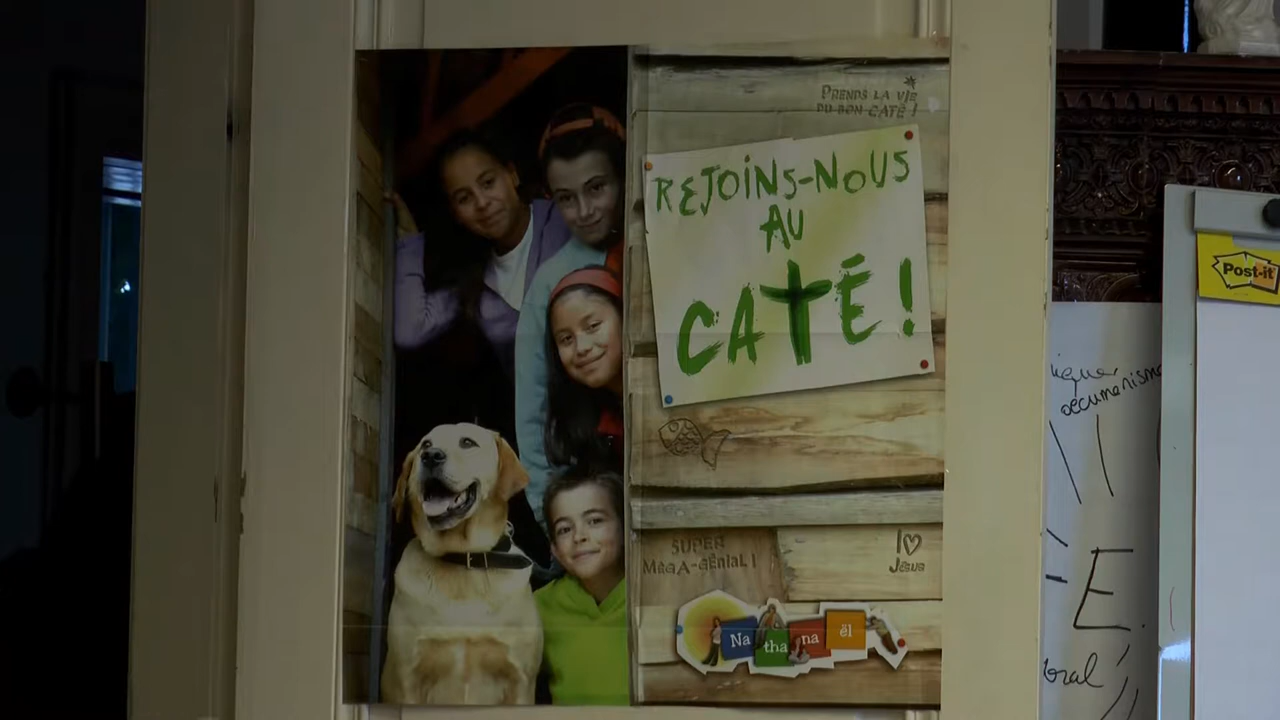 PRENDS LA VIE
DU BON CATÉ !
REJOINS-NOUS
AU
CATÉ !
SUPER
MÉGA-GÉNIAL !
I ♡
JÉSUS
Na
tha
na
ël
Post-it
œcuménisme
E.